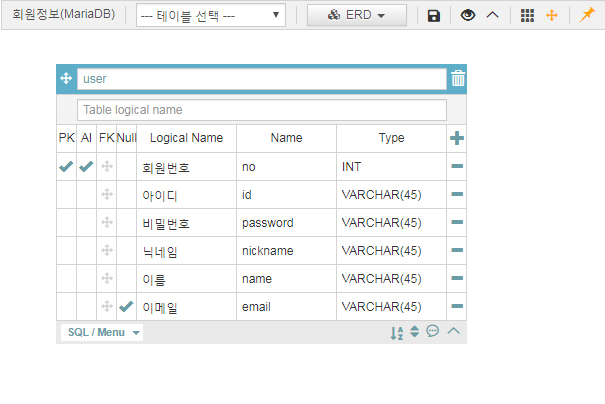 회원정보(MariaDB) --- 테이블 선택 --- ERD
user
Table logical name
PK AI FK Null Logical Name Name Type
회원번호 no INT
아이디 id VARCHAR(45)
비밀번호 password VARCHAR(45)
닉네임 nickname VARCHAR(45)
이름 name VARCHAR(45)
이메일 email VARCHAR(45)
SQL / Menu